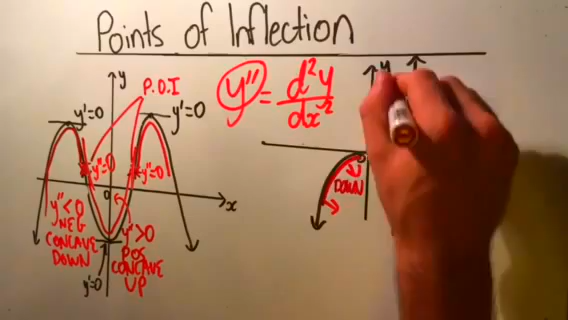 Points of Inflection
y
P.O.I
y'=0
y'=0
y''=0
y''=0
0
x
y''<0
NEG
CONCAVE
DOWN
y''>0
POS
CONCAVE
UP
y'=0
y'' = d²y
dx²
y
DOWN